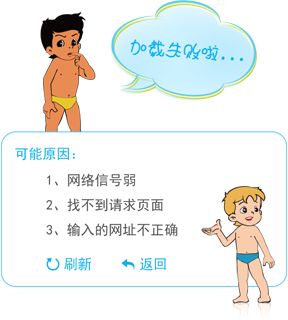 加载失败啦...
可能原因：
1、网络信号弱
2、找不到请求页面
3、输入的网址不正确
刷新 返回